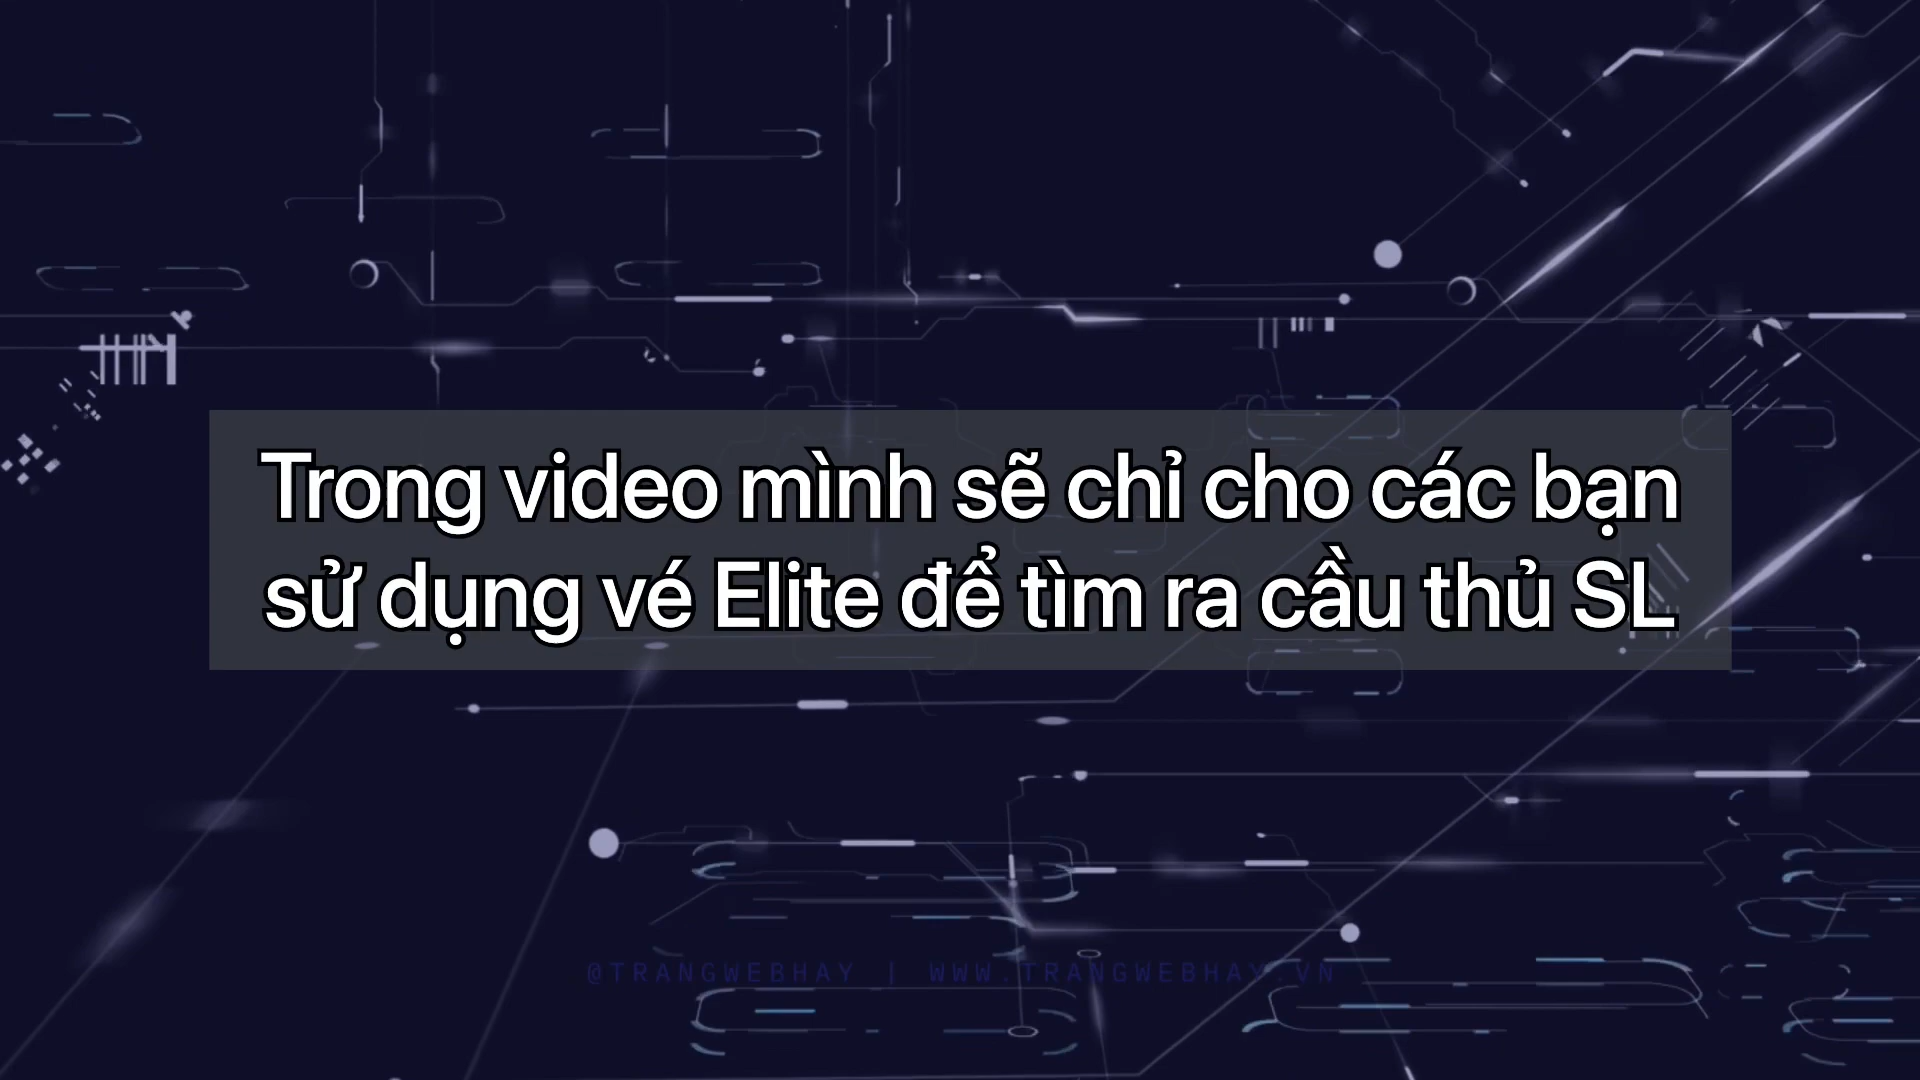 Trong video mình sẽ chỉ cho các bạn
sử dụng vé Elite để tìm ra cầu thủ SL
@TRANGWEBHAY | WWW.TRANGWEBHAY.VN